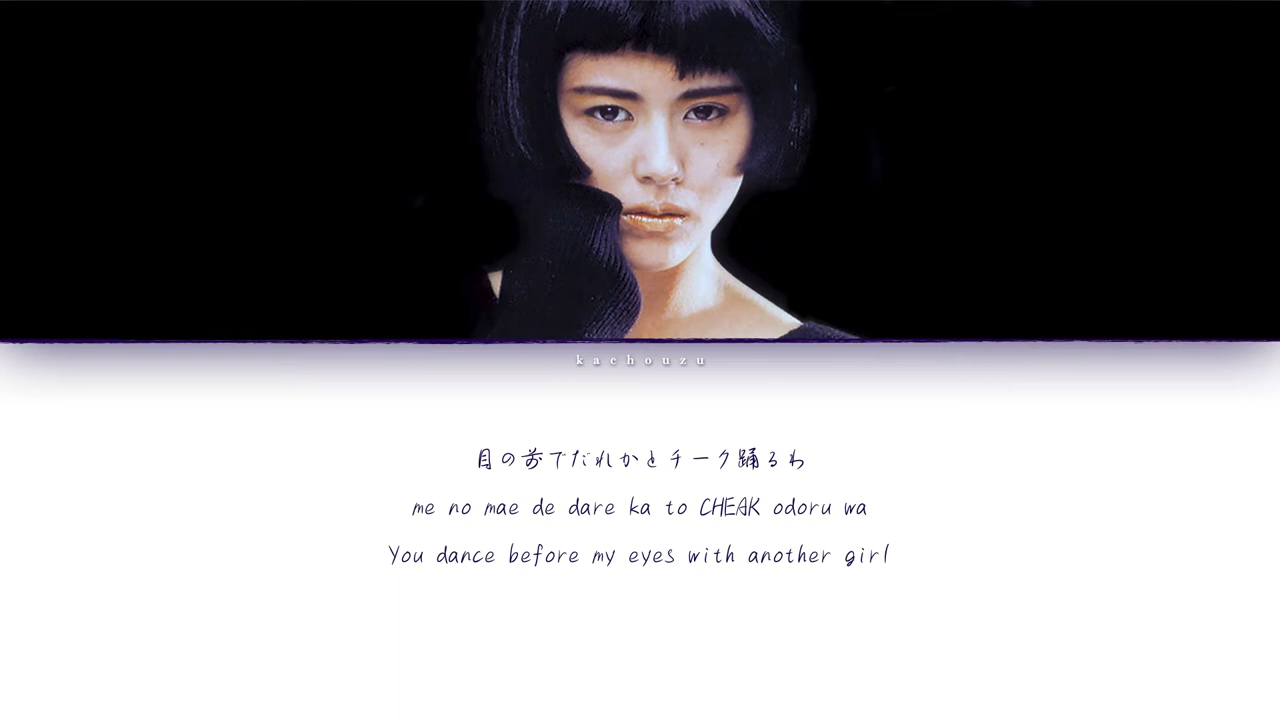 kachouzu
目の前でだれかとチーク踊るわ
me no mae de dare ka to CHEAK odoru wa
You dance before my eyes with another girl